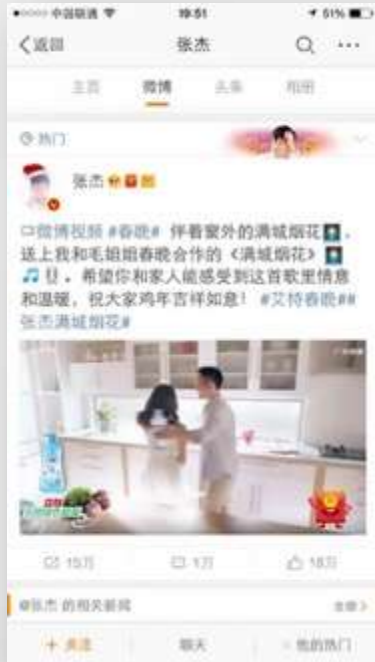 中国联通 19:51 51%
返回 张杰
主页 微博 头条 相册
热门
张杰
微博视频 #春晚# 伴着窗外的满城烟花，
送上我和毛姐姐春晚合作的《满城烟花》
。希望你和家人能感受到这首歌里情意
和温暖，祝大家鸡年吉祥如意！#艾特春晚##
张杰满城烟花#
15万 1万 18万
@张杰 的相关新闻 全部
+ 关注 聊天 他的热门